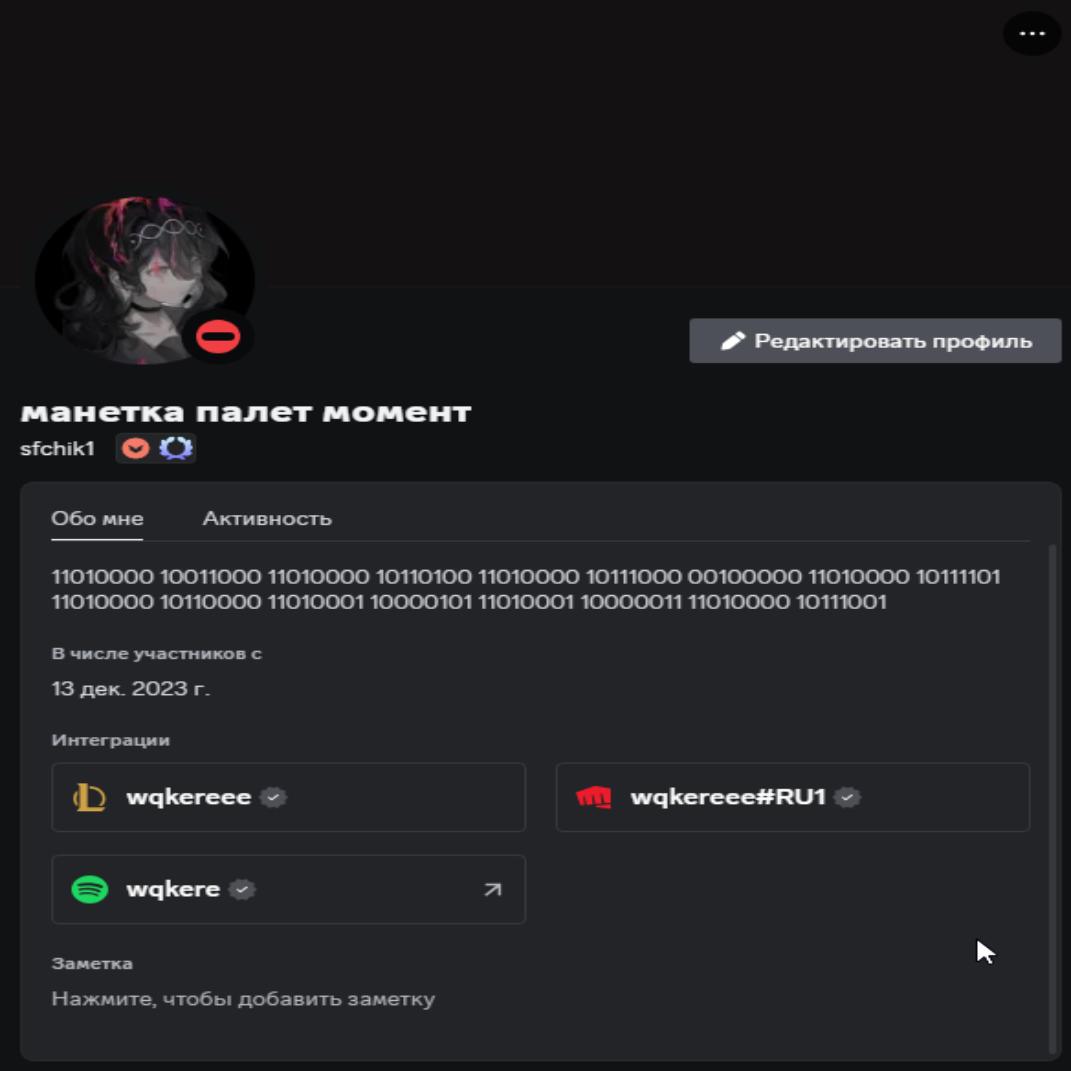 Редактировать профиль
манетка палет момент
sfchik1
Обо мне Активность
11010000 10011000 11010000 10110100 11010000 10111000 00100000 11010000 10111101
11010000 10110000 11010001 10000101 11010001 10000011 11010000 10111001
В числе участников с
13 дек. 2023 г.
Интеграции
wqkereee wqkereee#RU1
wqkere
Заметка
Нажмите, чтобы добавить заметку